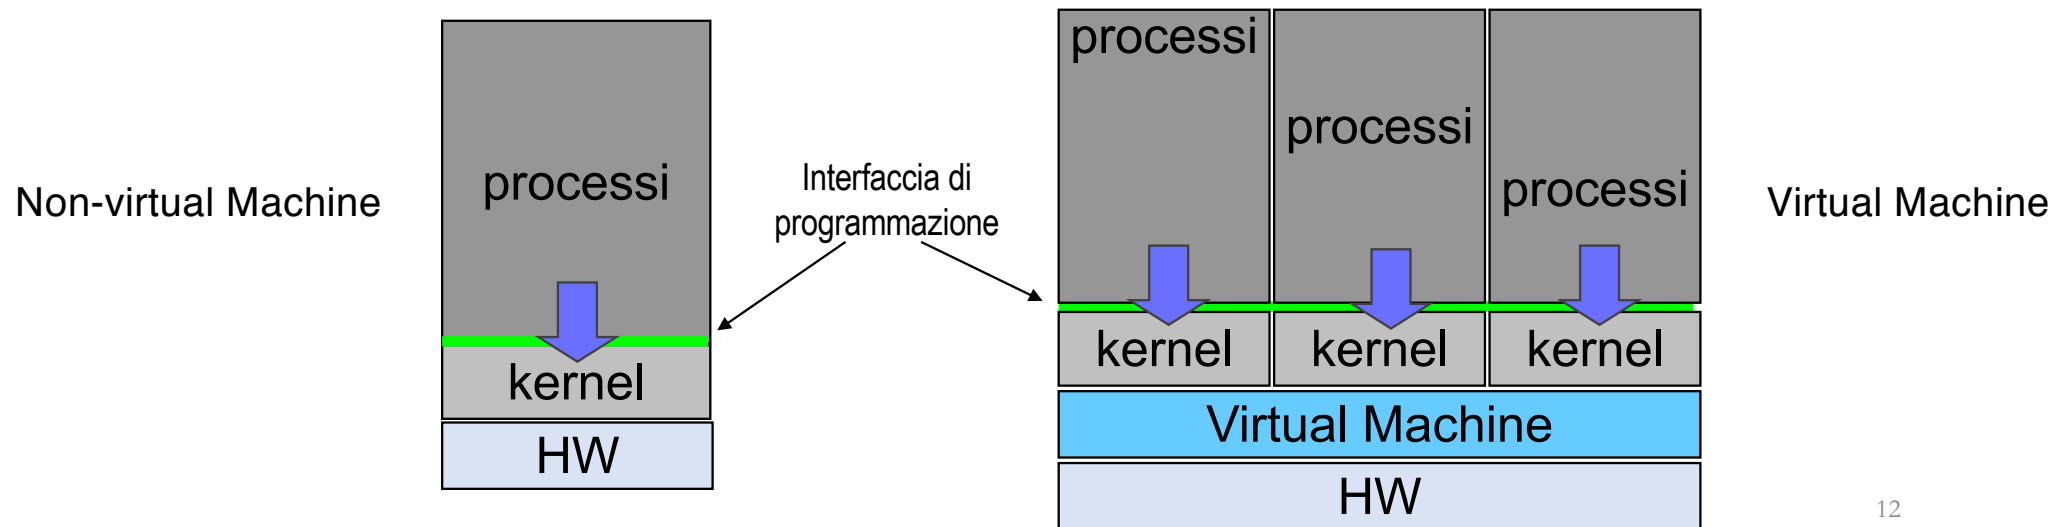 Non-virtual Machine
processi
kernel
HW
Interfaccia di
programmazione
processi
processi
processi
kernel
kernel
kernel
Virtual Machine
HW
Virtual Machine
12